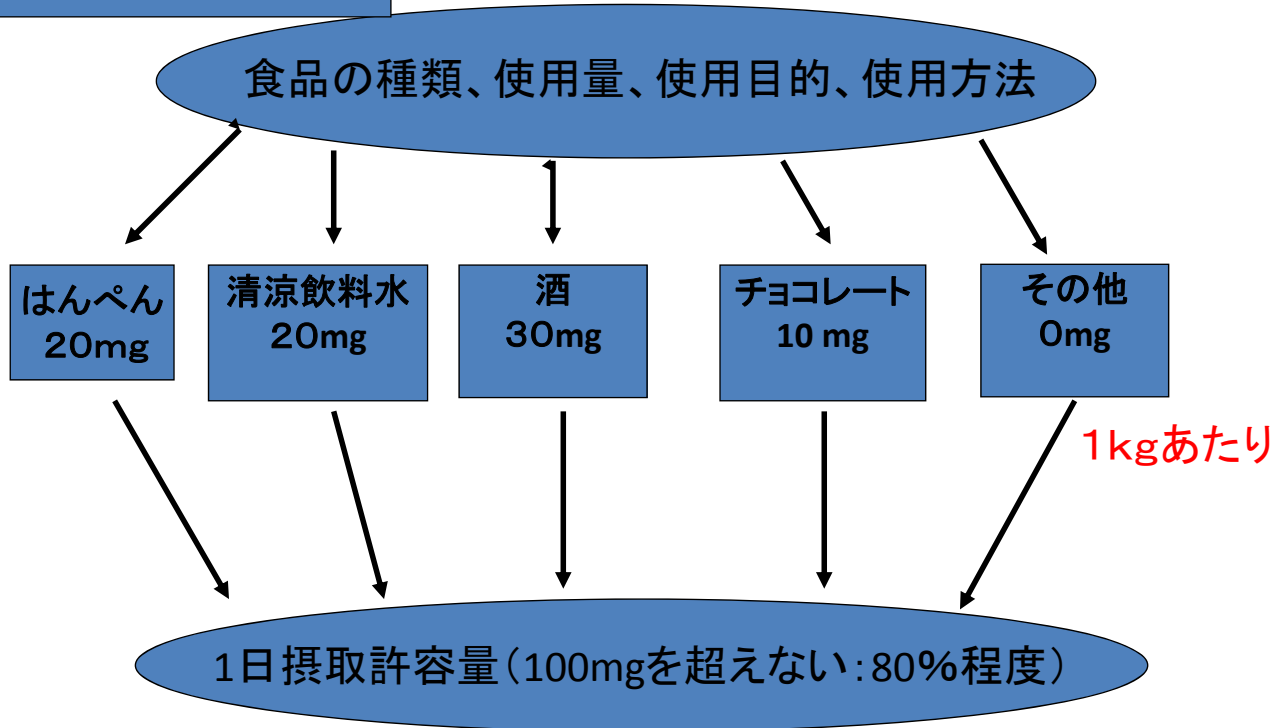 食品の種類、使用量、使用目的、使用方法
はんぺん
20mg
清涼飲料水
20mg
酒
30mg
チョコレート
10 mg
その他
0mg
1kgあたり
1日摂取許容量(100mgを超えない:80%程度)